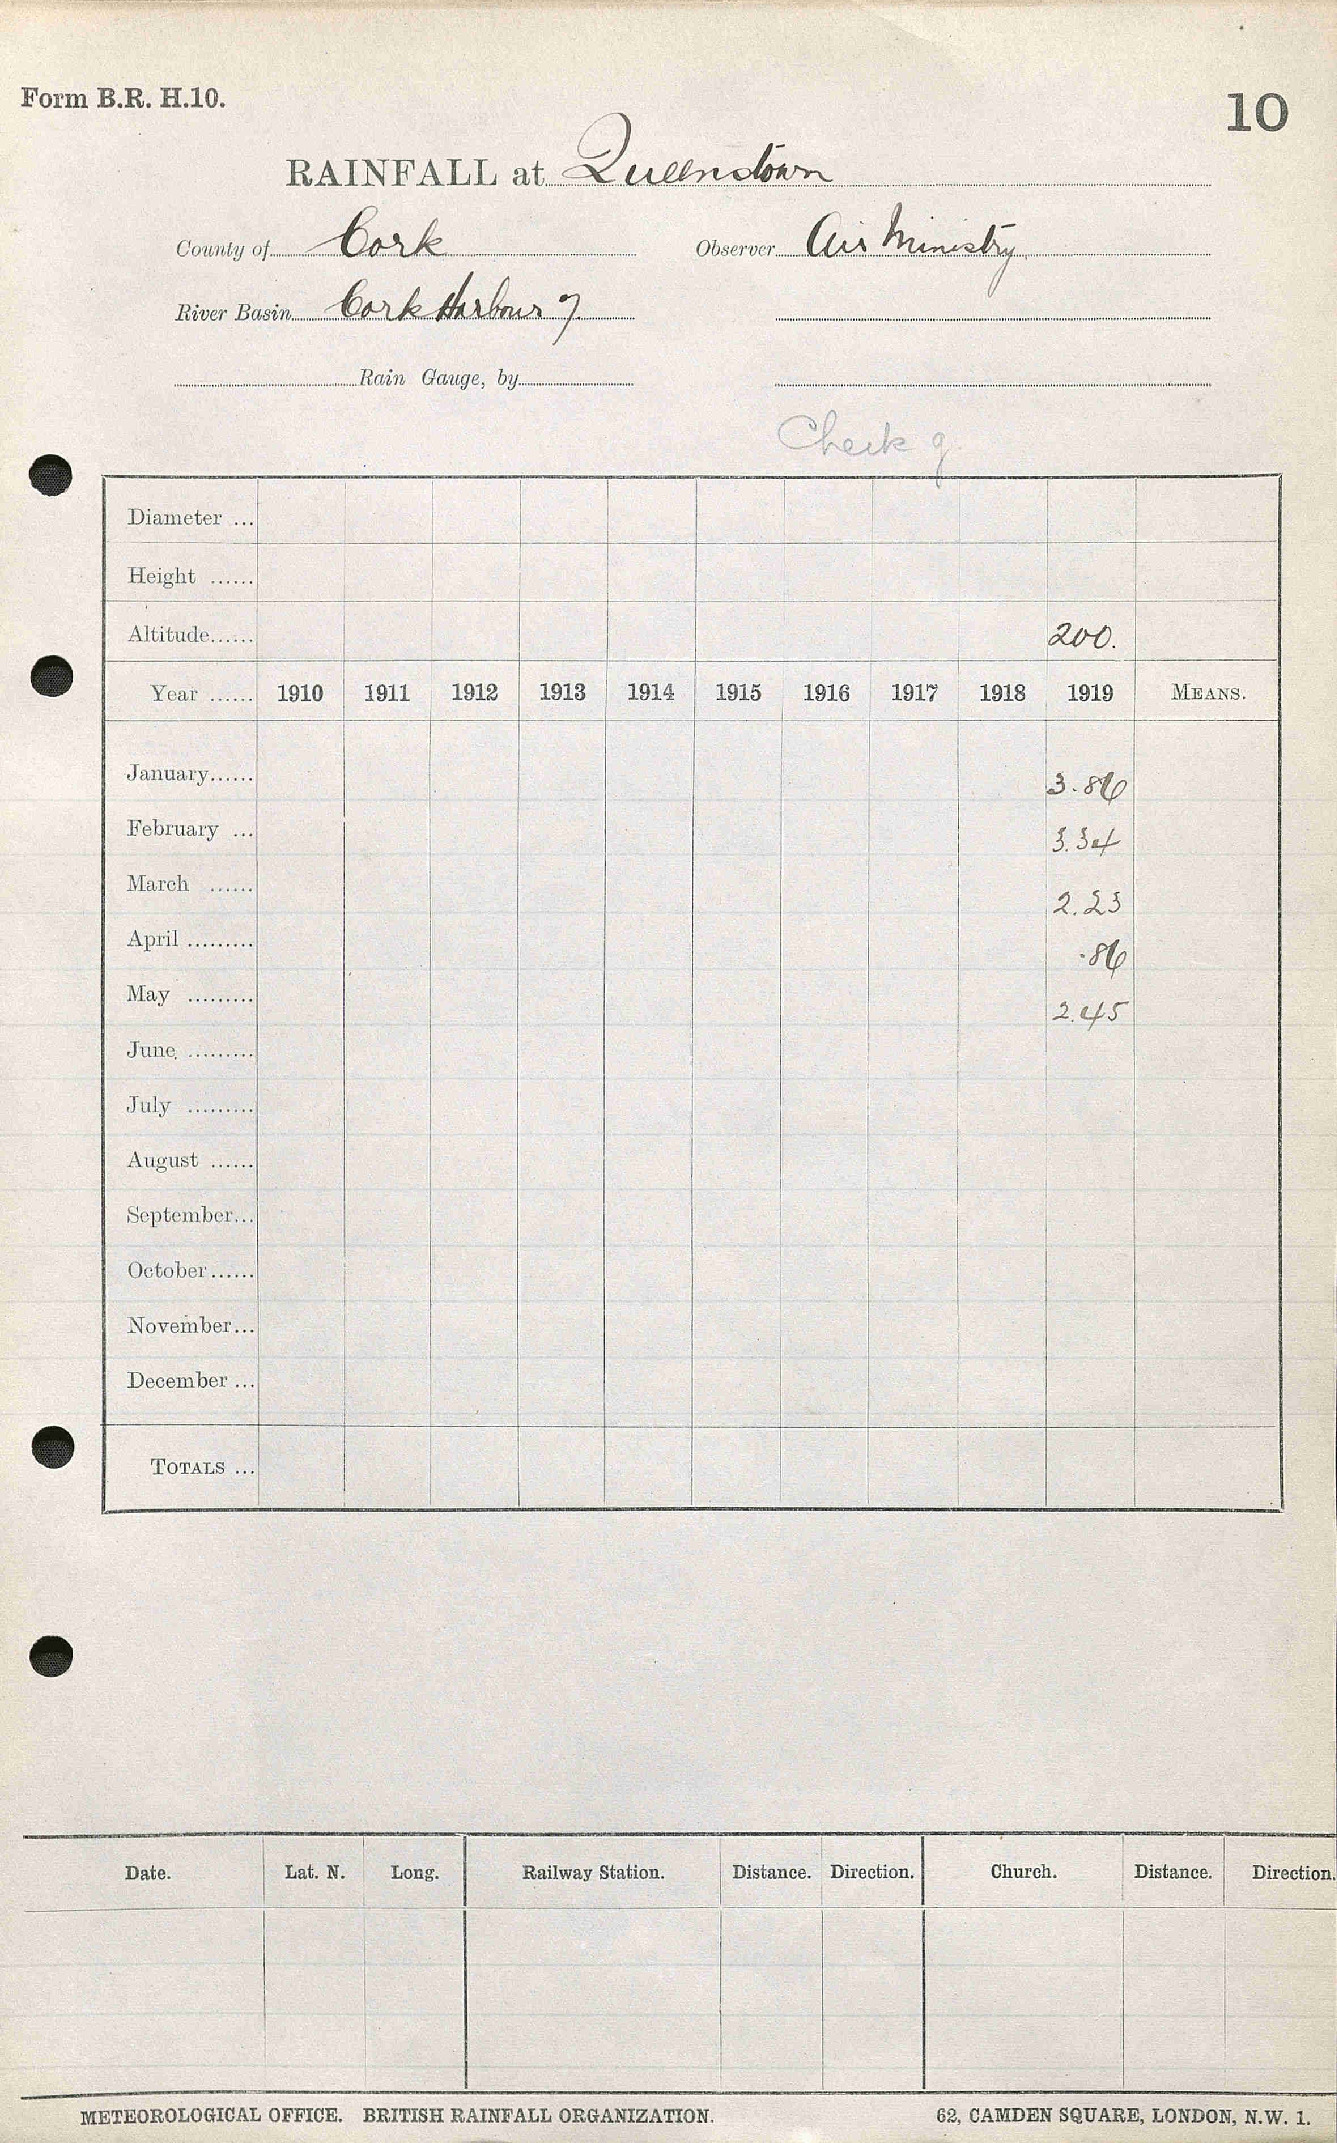 Form B.R. H.10.
10
RAINFALL at Queenstown
County of Cork Observer Air Ministry
River Basin Cork Harbour 7
Rain Gauge, by
Check g
Diameter ...
Height ......
Altitude...... 200.
Year ...... 1910 1911 1912 1913 1914 1915 1916 1917 1918 1919 MEANS.
January...... 3.86
February ... 3.34
March ...... 2.23
April ......... .86
May ......... 2.45
June .........
July .........
August ......
September...
October......
November...
December ...
TOTALS ...
Date. Lat. N. Long. Railway Station. Distance. Direction. Church. Distance. Direction.
METEOROLOGICAL OFFICE. BRITISH RAINFALL ORGANIZATION. 62, CAMDEN SQUARE, LONDON, N.W. 1.